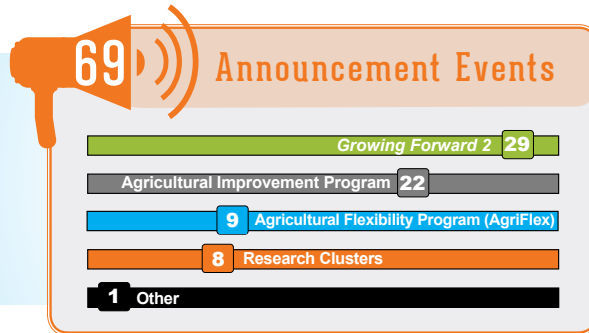 69 Announcement Events
Growing Forward 2 29
Agricultural Improvement Program 22
9 Agricultural Flexibility Program (AgriFlex)
8 Research Clusters
1 Other